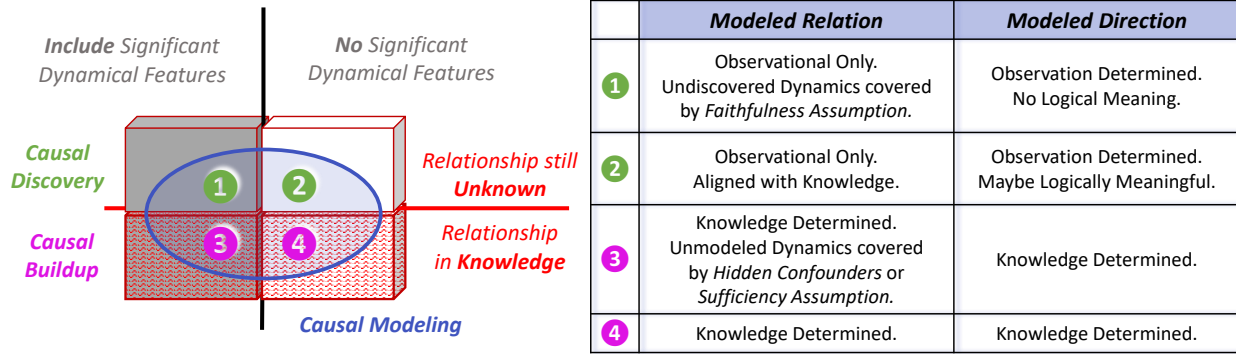 Include Significant
Dynamical Features
No Significant
Dynamical Features
Causal
Discovery
1
2
Relationship still
Unknown
Causal
Buildup
3
4
Relationship
in Knowledge
Causal Modeling
Modeled Relation
Modeled Direction
1
Observational Only.
Undiscovered Dynamics covered
by Faithfulness Assumption.
Observation Determined.
No Logical Meaning.
2
Observational Only.
Aligned with Knowledge.
Observation Determined.
Maybe Logically Meaningful.
3
Knowledge Determined.
Unmodeled Dynamics covered
by Hidden Confounders or
Sufficiency Assumption.
Knowledge Determined.
4
Knowledge Determined.
Knowledge Determined.